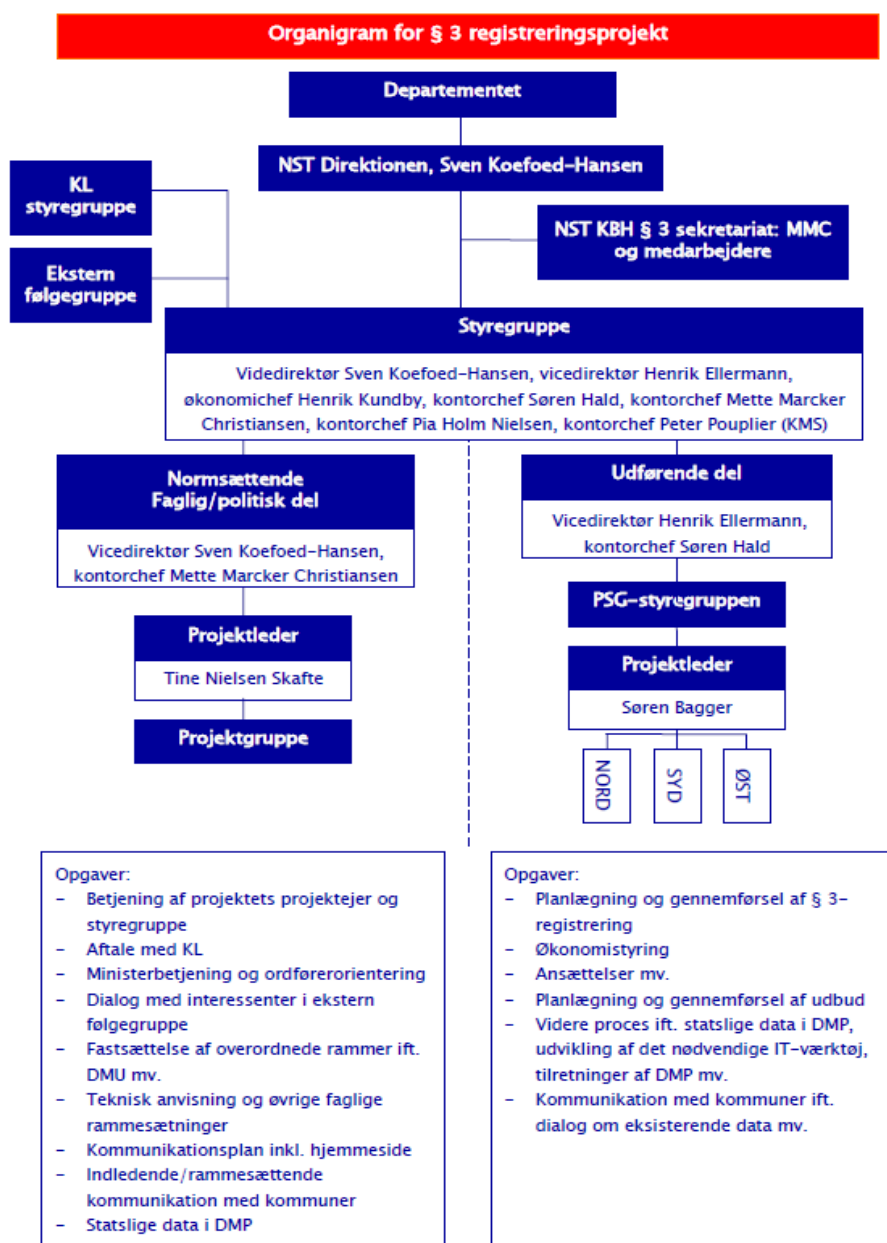 Organigram for § 3 registreringsprojekt
Departementet
NST Direktionen, Sven Koefoed-Hansen
KL
styregruppe
NST KBH § 3 sekretariat: MMC
og medarbejdere
Ekstern
følgegruppe
Styregruppe
Videdirektør Sven Koefoed-Hansen, vicedirektør Henrik Ellermann,
økonomichef Henrik Kundby, kontorchef Søren Hald, kontorchef Mette Marcker
Christiansen, kontorchef Pia Holm Nielsen, kontorchef Peter Pouplier (KMS)
Normsættende
Faglig/politisk del
Vicedirektør Sven Koefoed-Hansen,
kontorchef Mette Marcker Christiansen
Projektleder
Tine Nielsen Skafte
Projektgruppe
Udførende del
Vicedirektør Henrik Ellermann,
kontorchef Søren Hald
PSG-styregruppen
Projektleder
Søren Bagger
NORD
SYD
ØST
Opgaver:
- Betjening af projektets projektejer og
styregruppe
- Aftale med KL
- Ministerbetjening og ordførerorientering
- Dialog med interessenter i ekstern
følgegruppe
- Fastsættelse af overordnede rammer ift.
DMU mv.
- Teknisk anvisning og øvrige faglige
rammesætninger
- Kommunikationsplan inkl. hjemmeside
- Indledende/rammesættende
kommunikation med kommuner
- Statslige data i DMP
Opgaver:
- Planlægning og gennemførsel af § 3-
registrering
- Økonomistyring
- Ansættelser mv.
- Planlægning og gennemførsel af udbud
- Videre proces ift. statslige data i DMP,
udvikling af det nødvendige IT-værktøj,
tilretninger af DMP mv.
- Kommunikation med kommuner ift.
dialog om eksisterende data mv.